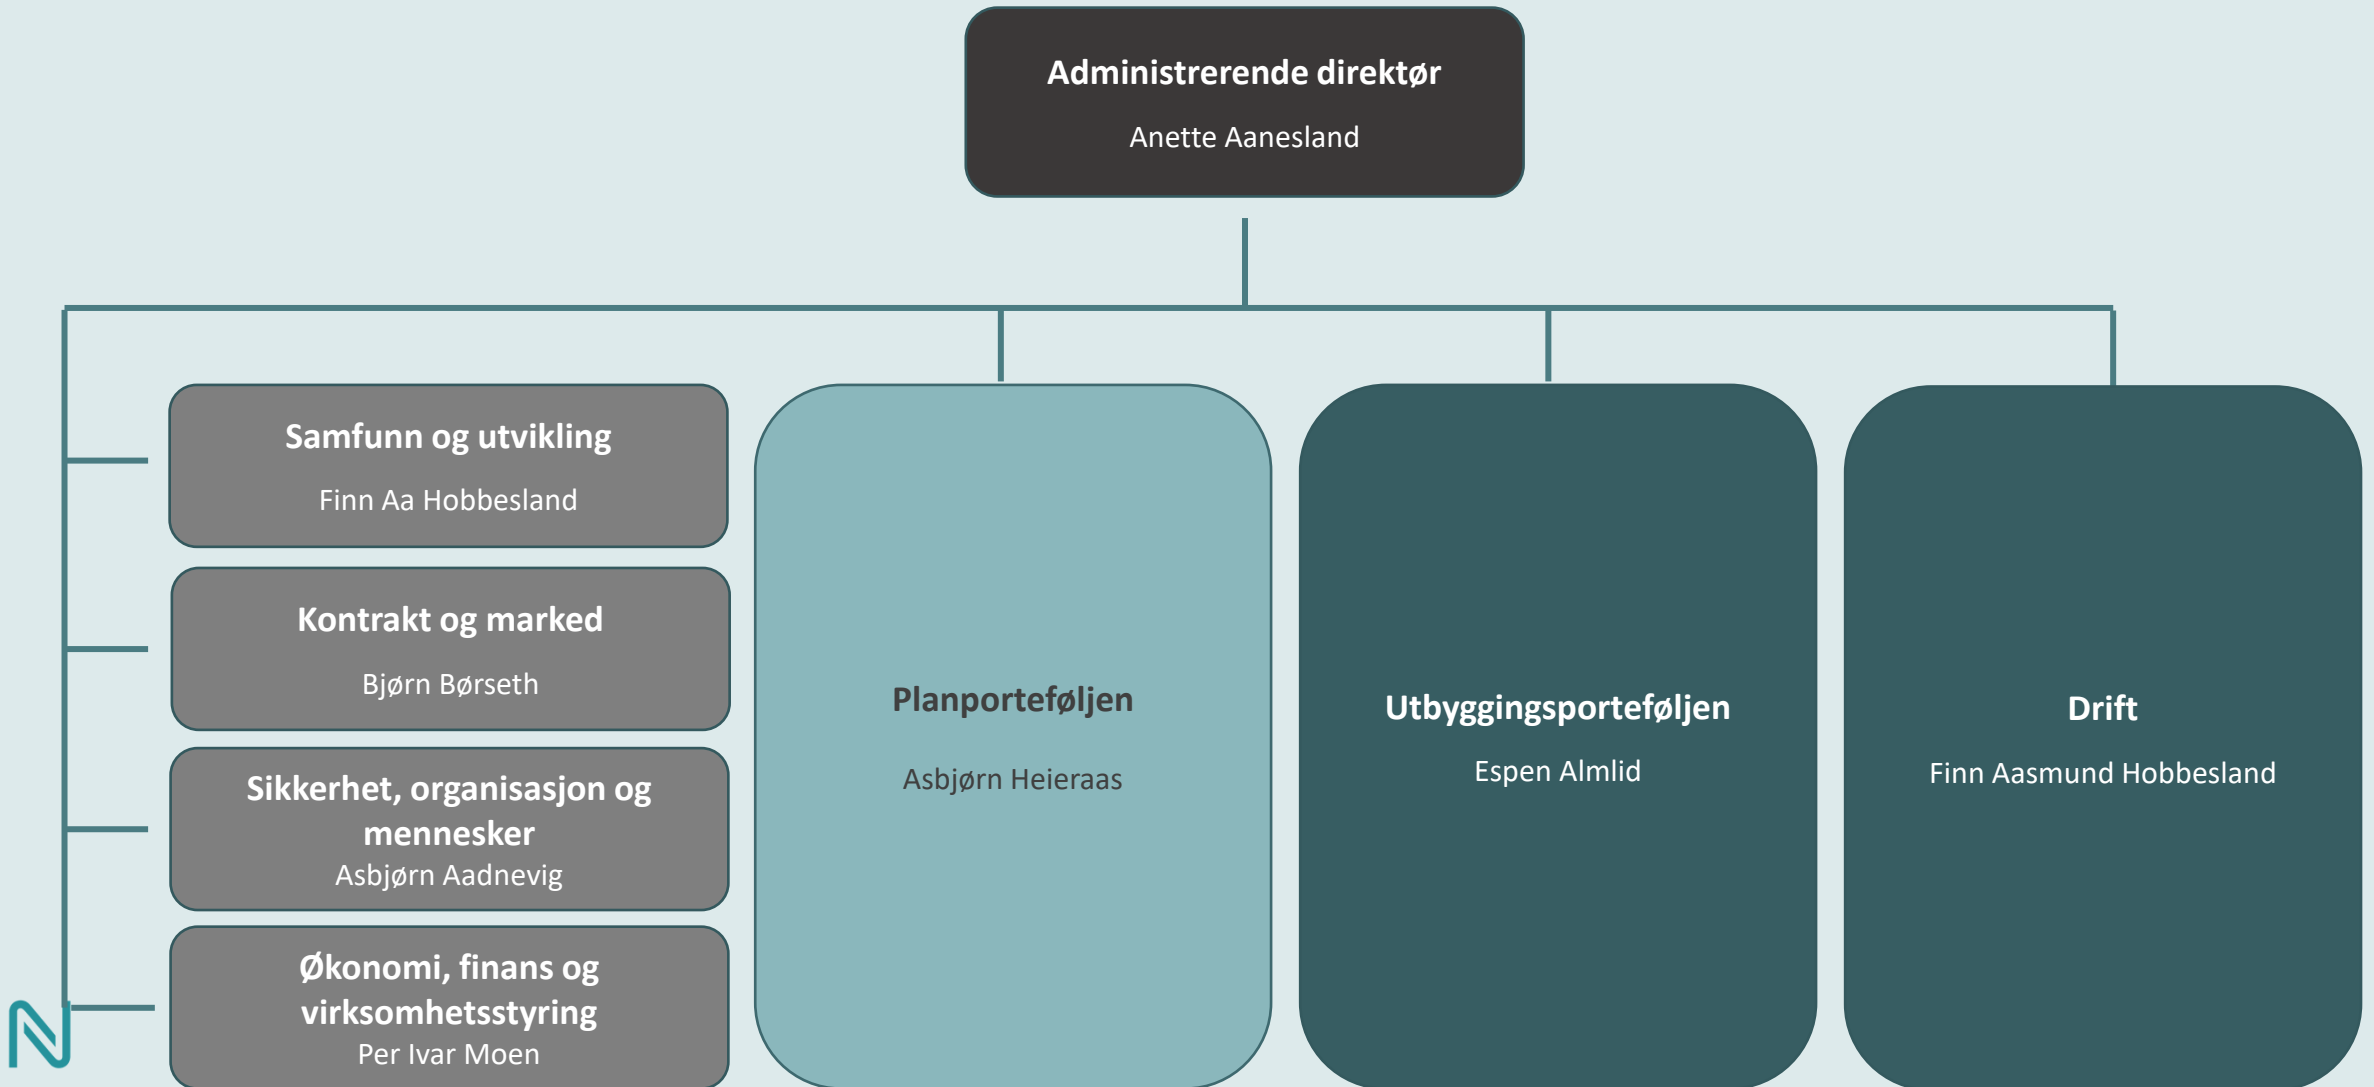 Administrerende direktør
Anette Aanesland
Samfunn og utvikling
Finn Aa Hobbesland
Kontrakt og marked
Bjørn Børseth
Sikkerhet, organisasjon og
mennesker
Asbjørn Aadnevig
Økonomi, finans og
virksomhetsstyring
Per Ivar Moen
Planporteføljen
Asbjørn Heieraas
Utbyggingsporteføljen
Espen Almlid
Drift
Finn Aasmund Hobbesland